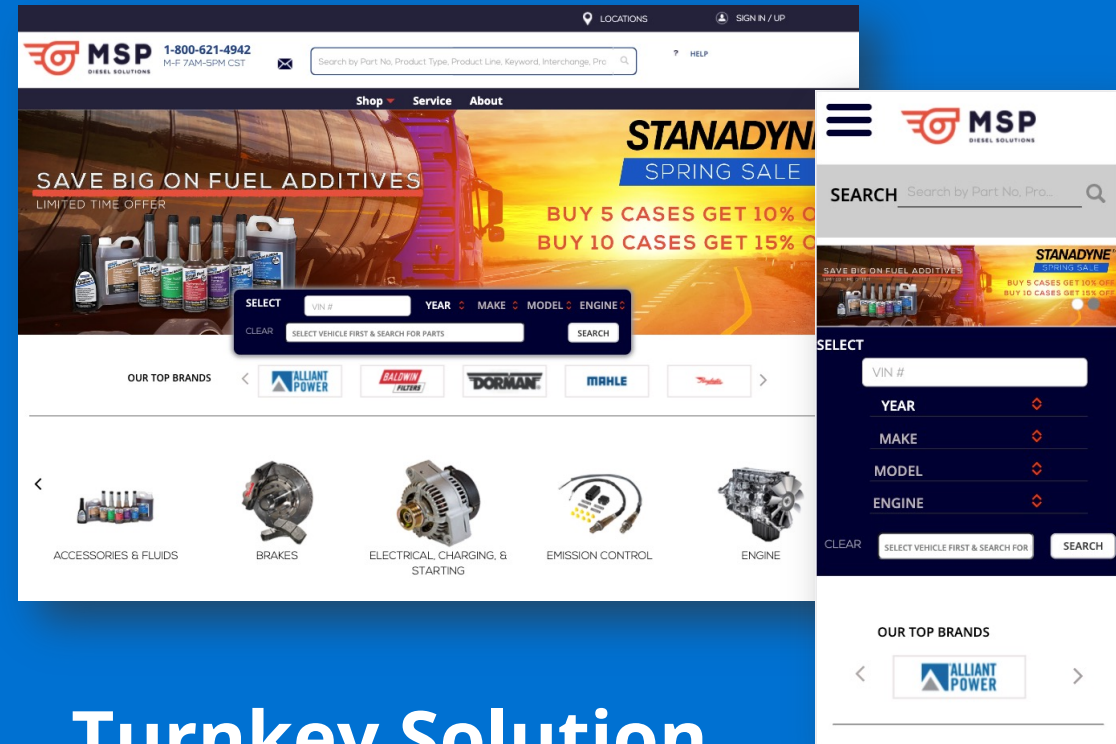 LOCATIONS
SIGN IN / UP
MSP
DIESEL SOLUTIONS
1-800-621-4942
M-F 7AM-5PM CST
Search by Part No, Product Type, Product Line, Keyword, Interchange, Pro
? HELP
Shop Service About
SAVE BIG ON FUEL ADDITIVES
LIMITED TIME OFFER
STANADYN
SPRING SALE
BUY 5 CASES GET 10% O
BUY 10 CASES GET 15% O
SELECT VIN # YEAR MAKE MODEL ENGINE
CLEAR SELECT VEHICLE FIRST & SEARCH FOR PARTS SEARCH
OUR TOP BRANDS
ALLIANT
POWER
BALDWIN
FILTERS
DORMAN
MAHLE
ACCESSORIES & FLUIDS
BRAKES
ELECTRICAL, CHARGING, &
STARTING
EMISSION CONTROL
ENGINE
MSP
DIESEL SOLUTIONS
SEARCH Search by Part No, Pro...
SAVE BIG ON FUEL ADDITIVES
STANADYNE
SPRING SALE
BUY 5 CASES GET 10% OFF
BUY 10 CASES GET 15% OFF
SELECT
VIN #
YEAR
MAKE
MODEL
ENGINE
CLEAR SELECT VEHICLE FIRST & SEARCH FOR SEARCH
OUR TOP BRANDS
ALLIANT
POWER
Turnkey Solution